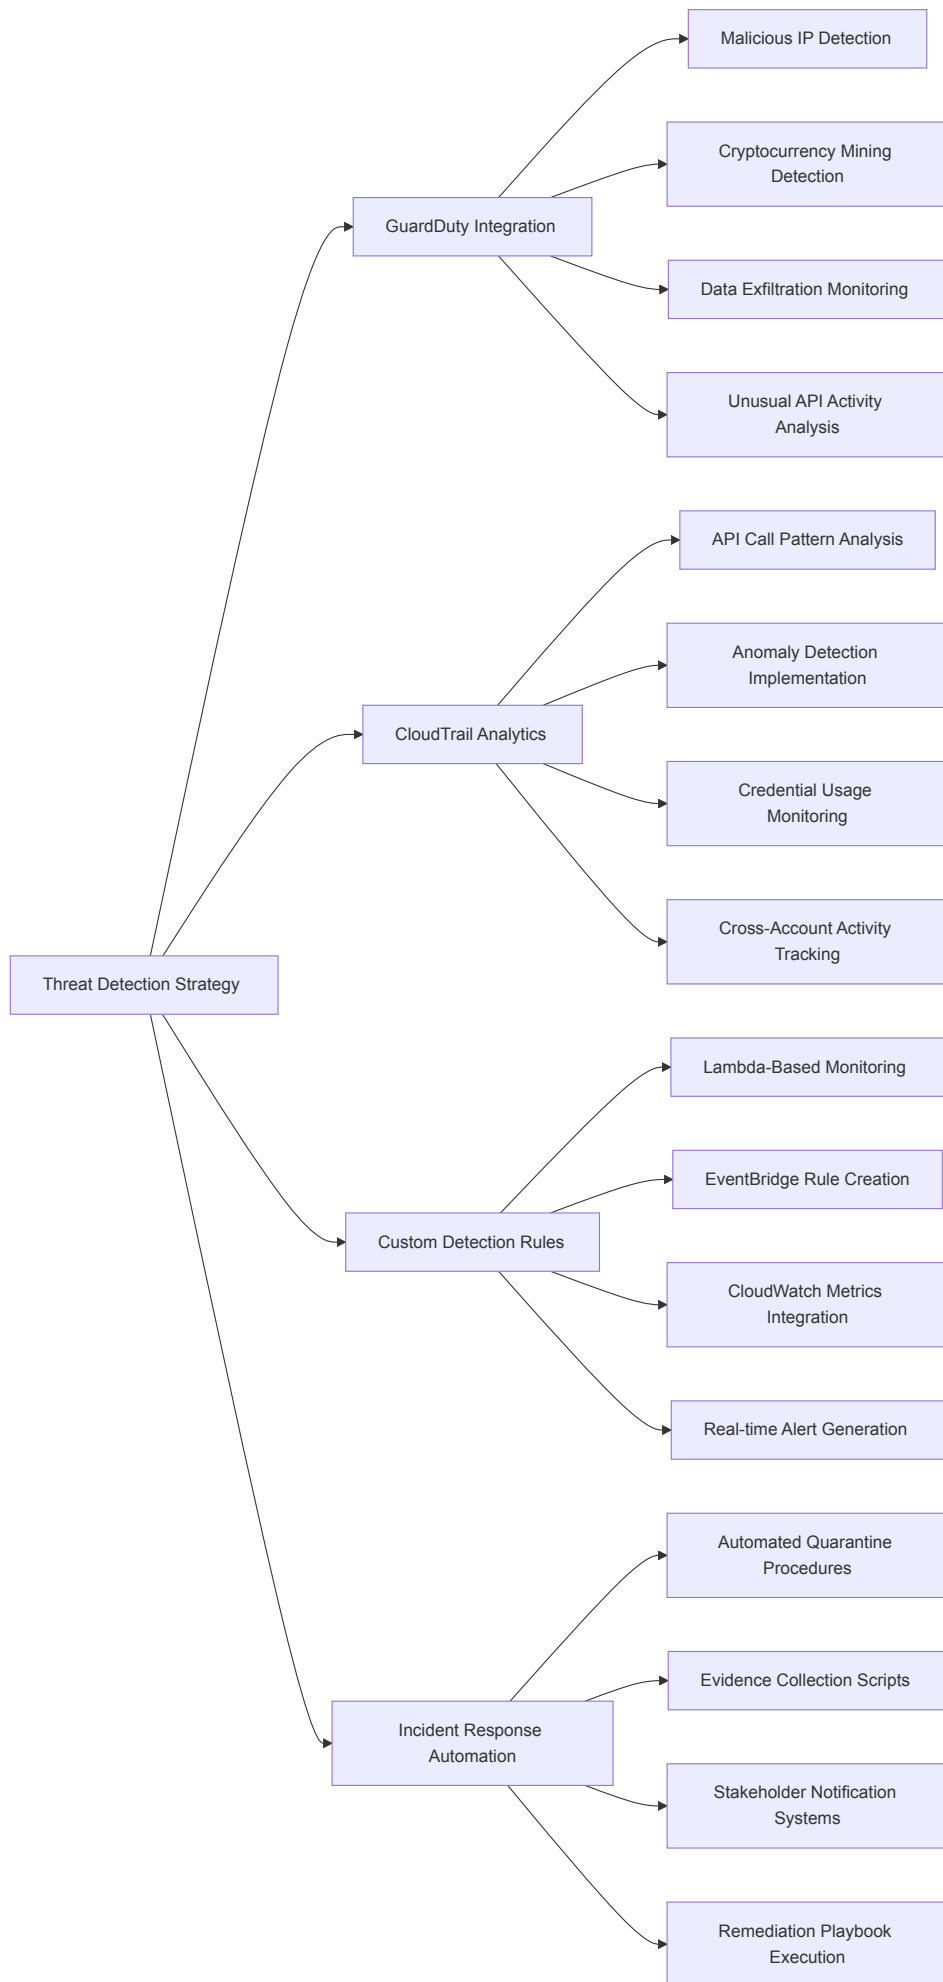 Malicious IP Detection
Cryptocurrency Mining
Detection
GuardDuty Integration
Data Exfiltration Monitoring
Unusual API Activity
Analysis
API Call Pattern Analysis
Anomaly Detection
Implementation
CloudTrail Analytics
Credential Usage
Monitoring
Cross-Account Activity
Tracking
Threat Detection Strategy
Lambda-Based Monitoring
EventBridge Rule Creation
Custom Detection Rules
CloudWatch Metrics
Integration
Real-time Alert Generation
Automated Quarantine
Procedures
Evidence Collection Scripts
Incident Response
Automation
Stakeholder Notification
Systems
Remediation Playbook
Execution